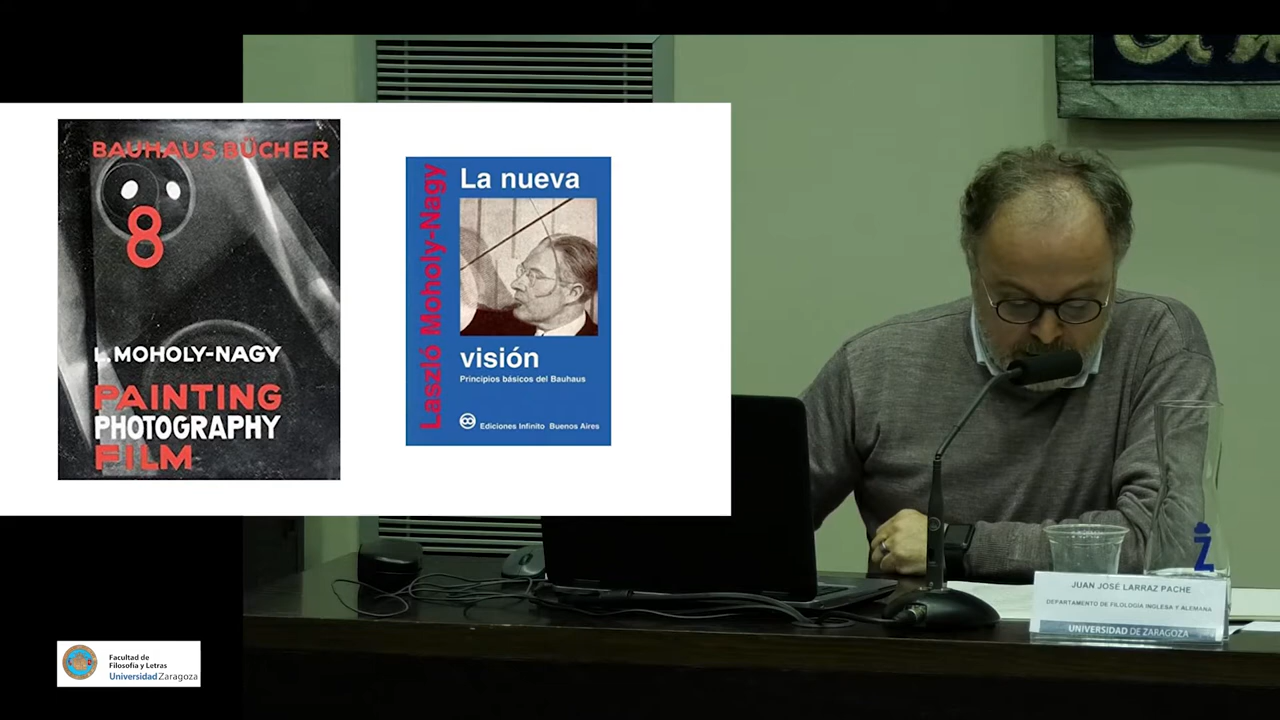 BAUHAUS BÜCHER
8
L. MOHOLY-NAGY
PAINTING
PHOTOGRAPHY
FILM
Laszló Moholy-Nagy
La nueva
visión
Principios básicos del Bauhaus
Ediciones Infinito Buenos Aires
JUAN JOSÉ LARRAZ PACHE
DEPARTAMENTO DE FILOLOGÍA INGLESA Y ALEMANA
UNIVERSIDAD DE ZARAGOZA
Z
Facultad de
Filosofía y Letras
Universidad Zaragoza